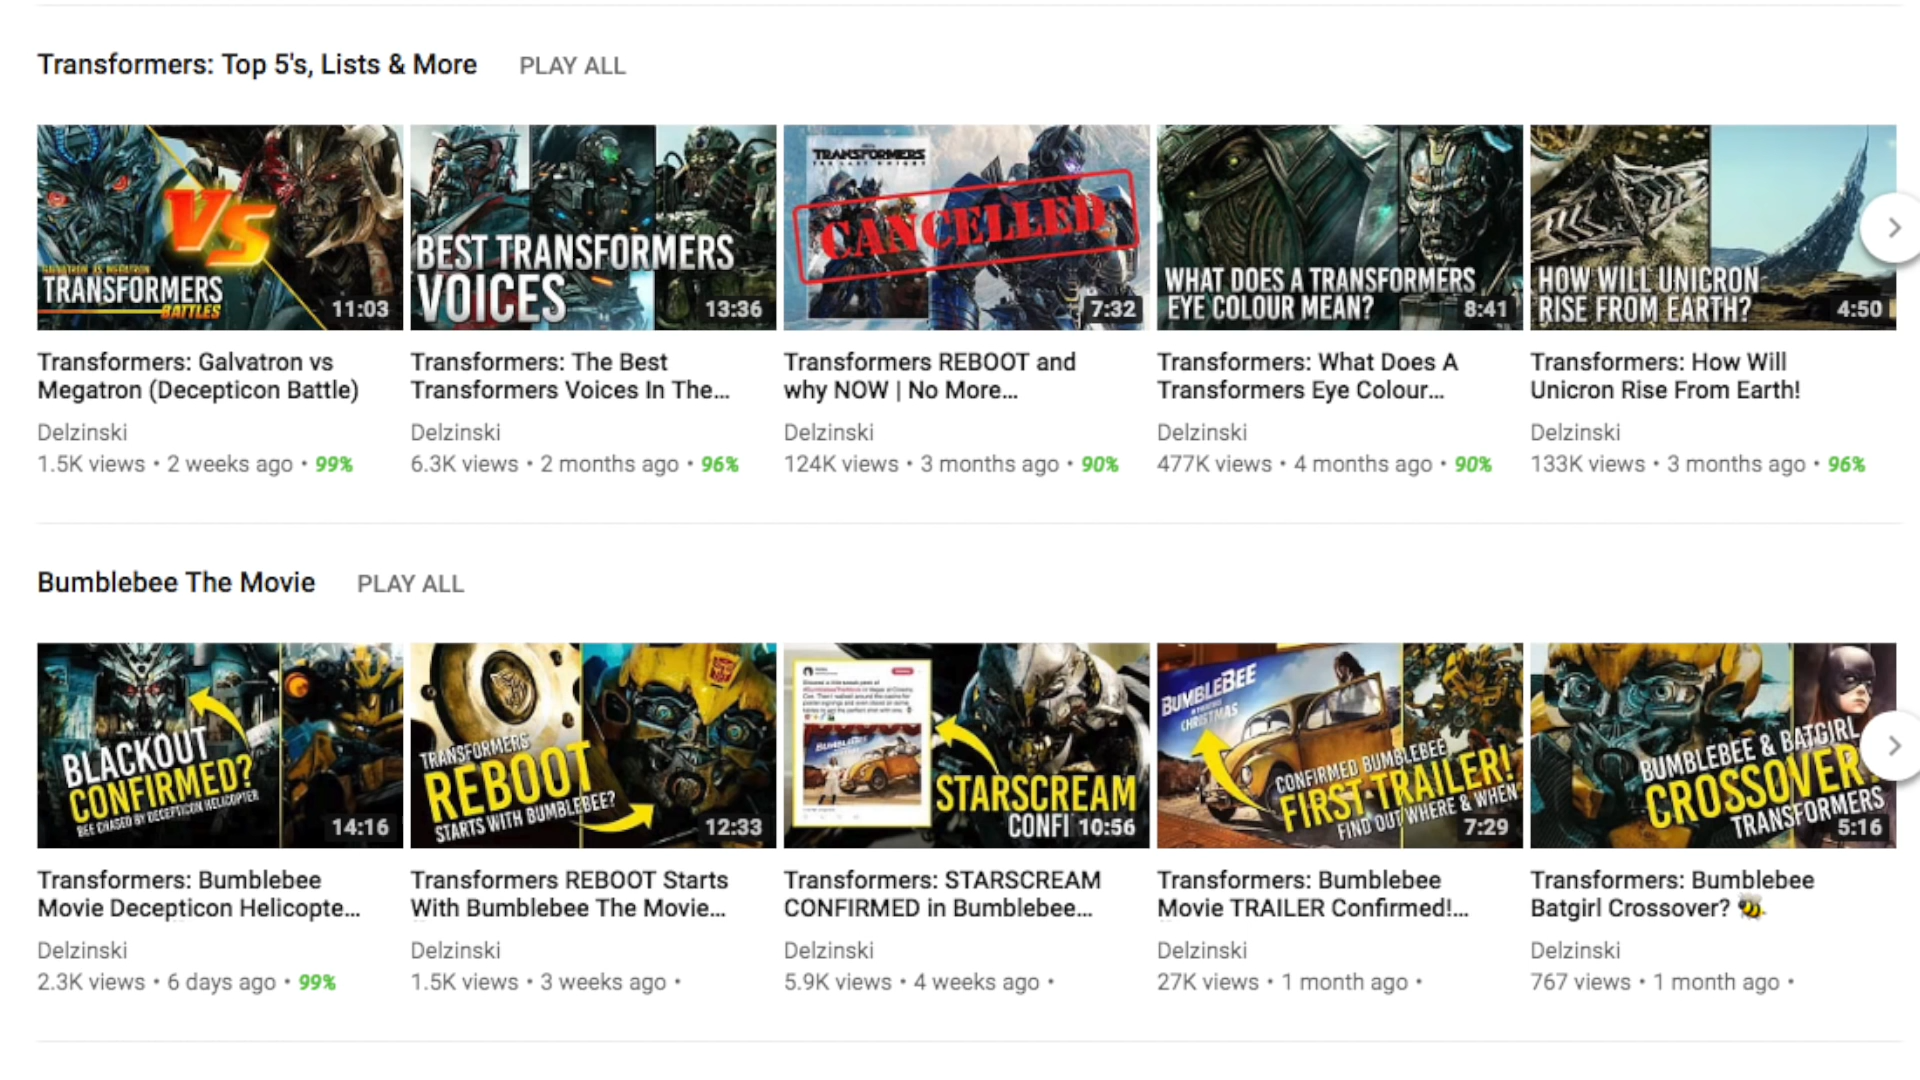 Transformers: Top 5's, Lists & More PLAY ALL
VS
GALVATRON VS MEGATRON
TRANSFORMERS
BATTLES
11:03
BEST TRANSFORMERS
VOICES
13:36
TRANSFORMERS
THE LAST KNIGHT
CANCELLED
7:32
WHAT DOES A TRANSFORMERS
EYE COLOUR MEAN?
8:41
HOW WILL UNICRON
RISE FROM EARTH?
4:50
Transformers: Galvatron vs
Megatron (Decepticon Battle)
Delzinski
1.5K views • 2 weeks ago • 99%
Transformers: The Best
Transformers Voices In The...
Delzinski
6.3K views • 2 months ago • 96%
Transformers REBOOT and
why NOW | No More...
Delzinski
124K views • 3 months ago • 90%
Transformers: What Does A
Transformers Eye Colour...
Delzinski
477K views • 4 months ago • 90%
Transformers: How Will
Unicron Rise From Earth!
Delzinski
133K views • 3 months ago • 96%
Bumblebee The Movie PLAY ALL
BLACKOUT
CONFIRMED?
BEE CHASED BY DECEPTICON HELICOPTER
14:16
TRANSFORMERS
REBOOT
STARTS WITH BUMBLEBEE?
12:33
BUMBLEBEE
STARSCREAM
CONFI
10:56
BUMBLEBEE
CHRISTMAS
CONFIRMED BUMBLEBEE
FIRST TRAILER!
FIND OUT WHERE & WHEN
7:29
BUMBLEBEE & BATGIRL
CROSSOVER?
TRANSFORMERS
5:16
Transformers: Bumblebee
Movie Decepticon Helicopte...
Delzinski
2.3K views • 6 days ago • 99%
Transformers REBOOT Starts
With Bumblebee The Movie...
Delzinski
1.5K views • 3 weeks ago •
Transformers: STARSCREAM
CONFIRMED in Bumblebee...
Delzinski
5.9K views • 4 weeks ago •
Transformers: Bumblebee
Movie TRAILER Confirmed!...
Delzinski
27K views • 1 month ago •
Transformers: Bumblebee
Batgirl Crossover? 🐝
Delzinski
767 views • 1 month ago •